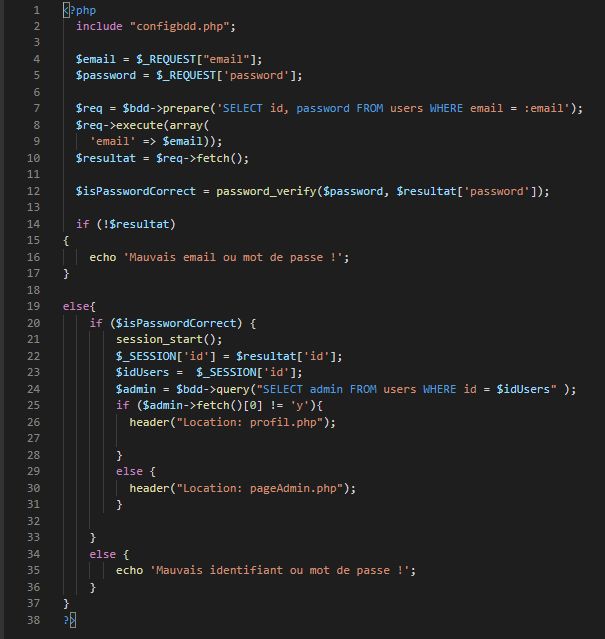 1 <?php
2 include "configbdd.php";
3
4 $email = $_REQUEST["email"];
5 $password = $_REQUEST['password'];
6
7 $req = $bdd->prepare('SELECT id, password FROM users WHERE email = :email');
8 $req->execute(array(
9 'email' => $email));
10 $resultat = $req->fetch();
11
12 $isPasswordCorrect = password_verify($password, $resultat['password']);
13
14 if (!$resultat)
15 {
16 echo 'Mauvais email ou mot de passe !';
17 }
18
19 else{
20 if ($isPasswordCorrect) {
21 session_start();
22 $_SESSION['id'] = $resultat['id'];
23 $idUsers =  $_SESSION['id'];
24 $admin = $bdd->query("SELECT admin FROM users WHERE id = $idUsers" );
25 if ($admin->fetch()[0] != 'y'){
26 header("Location: profil.php");
27
28 }
29 else {
30 header("Location: pageAdmin.php");
31 }
32
33 }
34 else {
35 echo 'Mauvais identifiant ou mot de passe !';
36 }
37 }
38 ?>